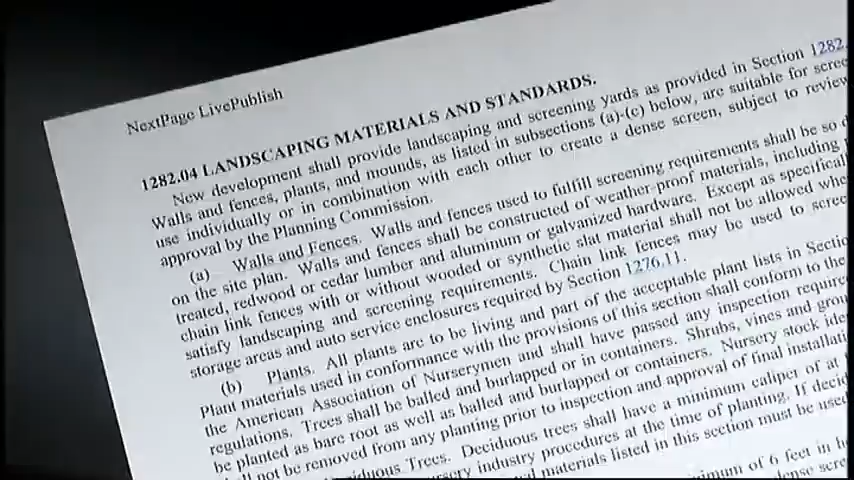 NextPage LivePublish
1282.04 LANDSCAPING MATERIALS AND STANDARDS.
New development shall provide landscaping and screening yards as provided in Section 1282.
Walls and fences, plants, and mounds, as listed in subsections (a)-(c) below, are suitable for scree
use individually or in combination with each other to create a dense screen, subject to review
approval by the Planning Commission.
(a) Walls and Fences. Walls and fences used to fulfill screening requirements shall be so d
on the site plan. Walls and fences shall be constructed of weather-proof materials, including
treated, redwood or cedar lumber and aluminum or galvanized hardware. Except as specificall
chain link fences with or without wooded or synthetic slat material shall not be allowed whe
satisfy landscaping and screening requirements. Chain link fences may be used to scree
storage areas and auto service enclosures required by Section 1276.11.
(b) Plants. All plants are to be living and part of the acceptable plant lists in Sectio
Plant materials used in conformance with the provisions of this section shall conform to the
the American Association of Nurserymen and shall have passed any inspection require
regulations. Trees shall be balled and burlapped or in containers. Shrubs, vines and grou
be planted as bare root as well as balled and burlapped or containers. Nursery stock ide
shall not be removed from any planting prior to inspection and approval of final installati
Deciduous Trees. Deciduous trees shall have a minimum caliper of at
industry procedures at the time of planting. If decid
materials listed in this section must be used
of 6 feet in h
dense scre